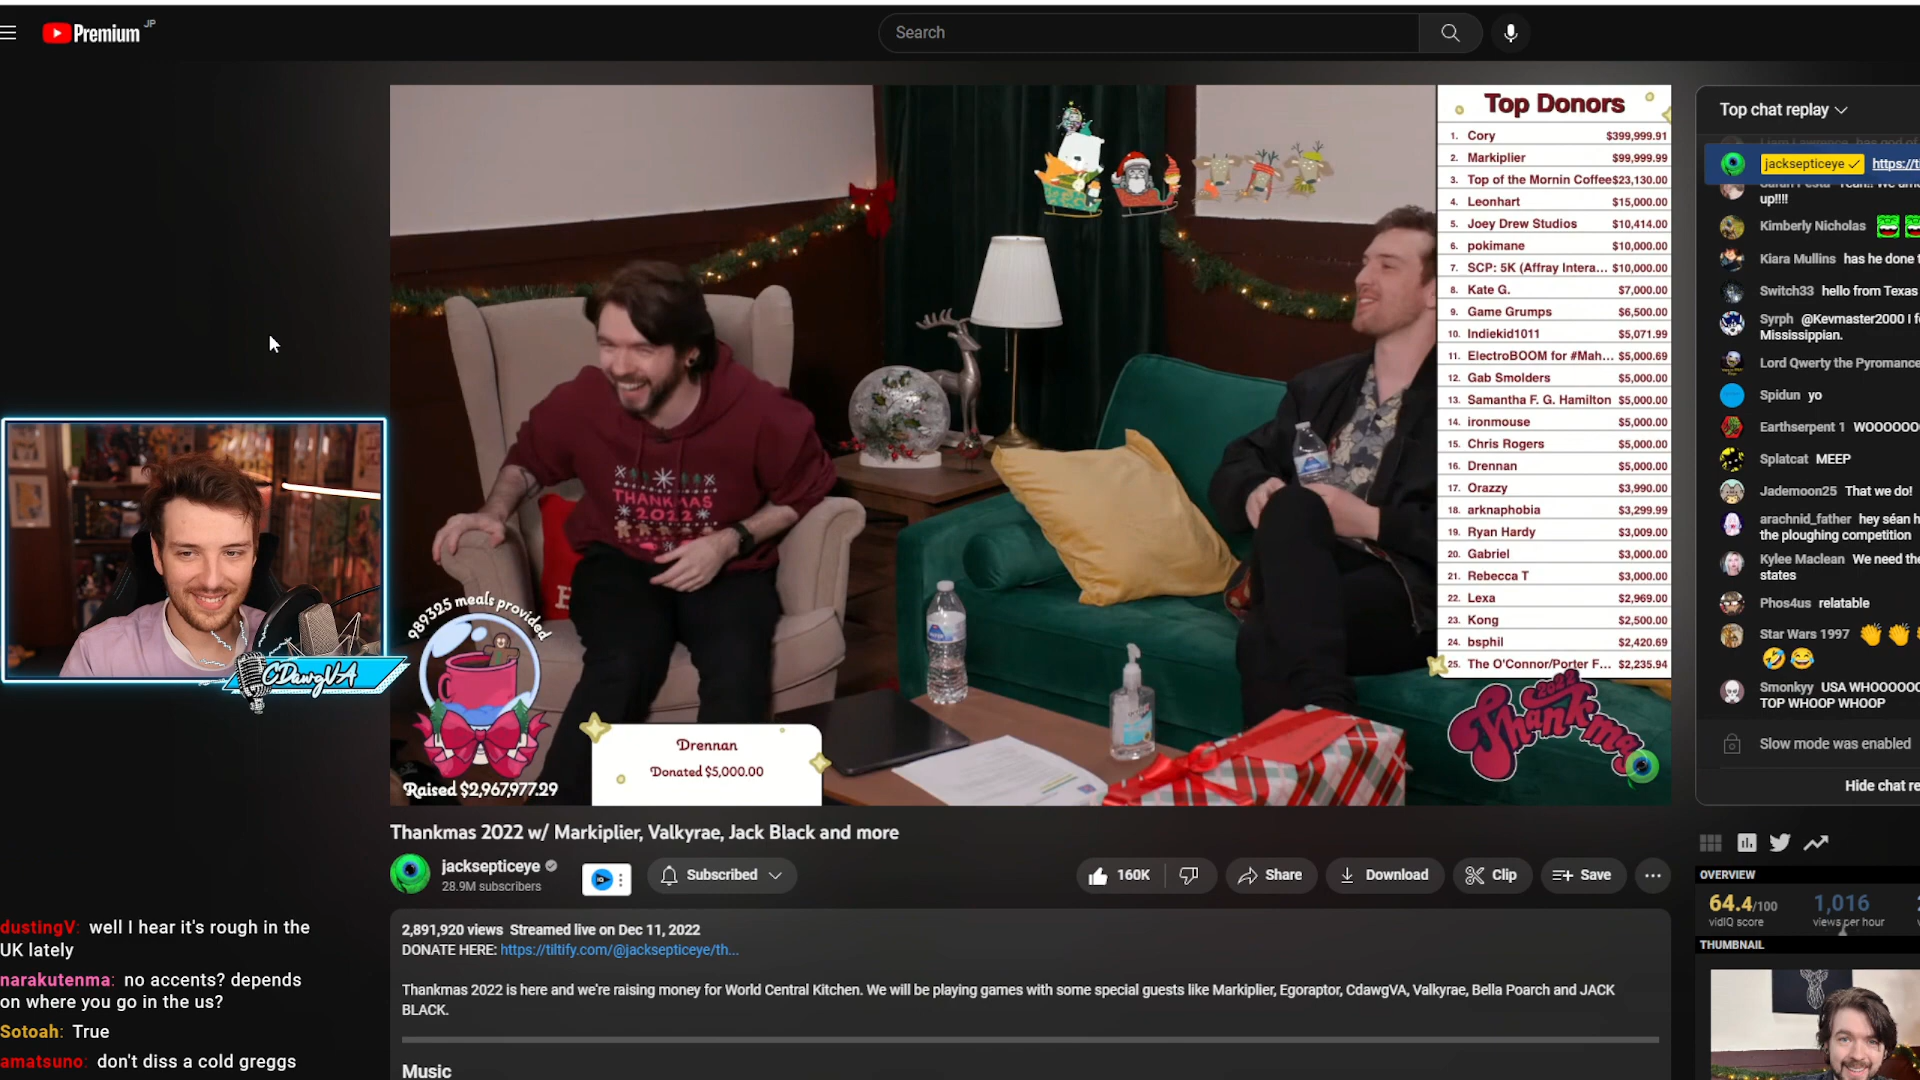 Premium JP
Search
Top Donors
1. Cory $399,999.91
2. Markiplier $99,999.99
3. Top of the Mornin Coffee $23,130.00
4. Leonhart $15,000.00
5. Joey Drew Studios $10,414.00
6. pokimane $10,000.00
7. SCP: 5K (Affray Intera... $10,000.00
8. Kate G. $7,000.00
9. Game Grumps $6,500.00
10. Indiekid1011 $5,071.99
11. ElectroBOOM for #Mah... $5,000.69
12. Gab Smolders $5,000.00
13. Samantha F. G. Hamilton $5,000.00
14. ironmouse $5,000.00
15. Chris Rogers $5,000.00
16. Drennan $5,000.00
17. Orazzy $3,990.00
18. arknaphobia $3,299.99
19. Ryan Hardy $3,009.00
20. Gabriel $3,000.00
21. Rebecca T $3,000.00
22. Lexa $2,969.00
23. Kong $2,500.00
24. bsphil $2,420.69
25. The O'Connor/Porter F... $2,235.94
THANKMAS
2022
989325 meals provided
Raised $2,967,977.29
Drennan
Donated $5,000.00
2022
Thankmas
CDawgVA
Top chat replay
jacksepticeye https://ti
up!!!!
Kimberly Nicholas
Kiara Mullins has he done
Switch33 hello from Texas
Syrph @Kevmaster2000 I f
Mississippian.
Lord Qwerty the Pyromance
Spidun yo
Earthserpent 1 WOOOOOO
Splatcat MEEP
Jademoon25 That we do!
arachnid_father hey séan h
the ploughing competition
Kylee Maclean We need the
states
Phos4us relatable
Star Wars 1997
Smonkyy USA WHOOOOOO
TOP WHOOP WHOOP
Slow mode was enabled
Hide chat re
Thankmas 2022 w/ Markiplier, Valkyrae, Jack Black and more
jacksepticeye
28.9M subscribers
Subscribed
160K
Share
Download
Clip
Save
2,891,920 views Streamed live on Dec 11, 2022
DONATE HERE: https://tiltify.com/@jacksepticeye/th...
Thankmas 2022 is here and we're raising money for World Central Kitchen. We will be playing games with some special guests like Markiplier, Egoraptor, CdawgVA, Valkyrae, Bella Poarch and JACK
BLACK.
Music
OVERVIEW
64.4/100
vidIQ score
1,016
views per hour
THUMBNAIL
dustingV: well I hear it's rough in the
UK lately
narakutenma: no accents? depends
on where you go in the us?
Sotoah: True
amatsuno: don't diss a cold greggs